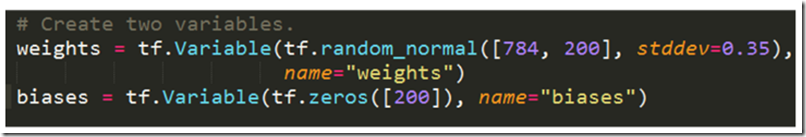 # Create two variables.
weights = tf.Variable(tf.random_normal([784, 200], stddev=0.35),
name="weights")
biases = tf.Variable(tf.zeros([200]), name="biases")